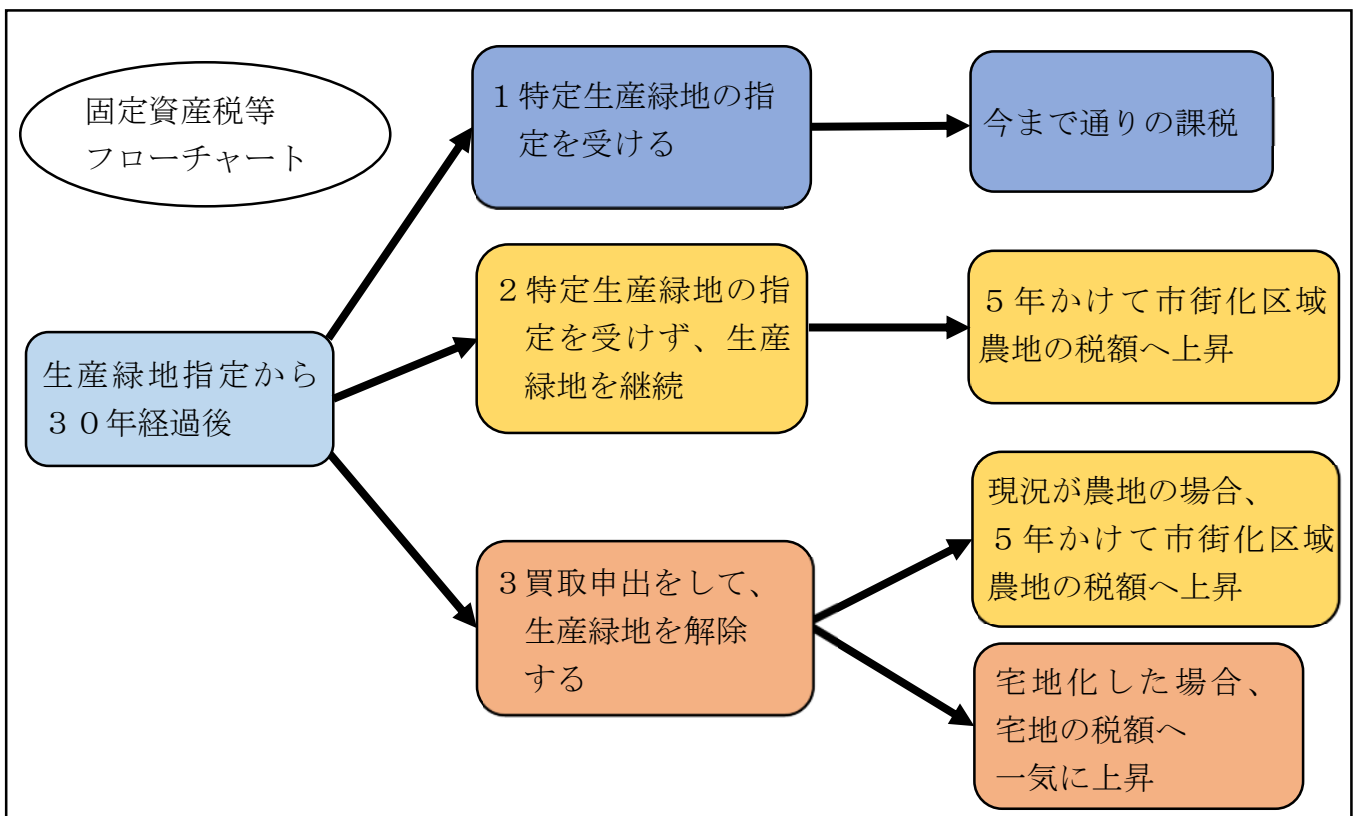 固定資産税等
フローチャート
１特定生産緑地の指
定を受ける
今まで通りの課税
２特定生産緑地の指
定を受けず、生産
緑地を継続
５年かけて市街化区域
農地の税額へ上昇
生産緑地指定から
３０年経過後
３買取申出をして、
生産緑地を解除
する
現況が農地の場合、
５年かけて市街化区域
農地の税額へ上昇
宅地化した場合、
宅地の税額へ
一気に上昇